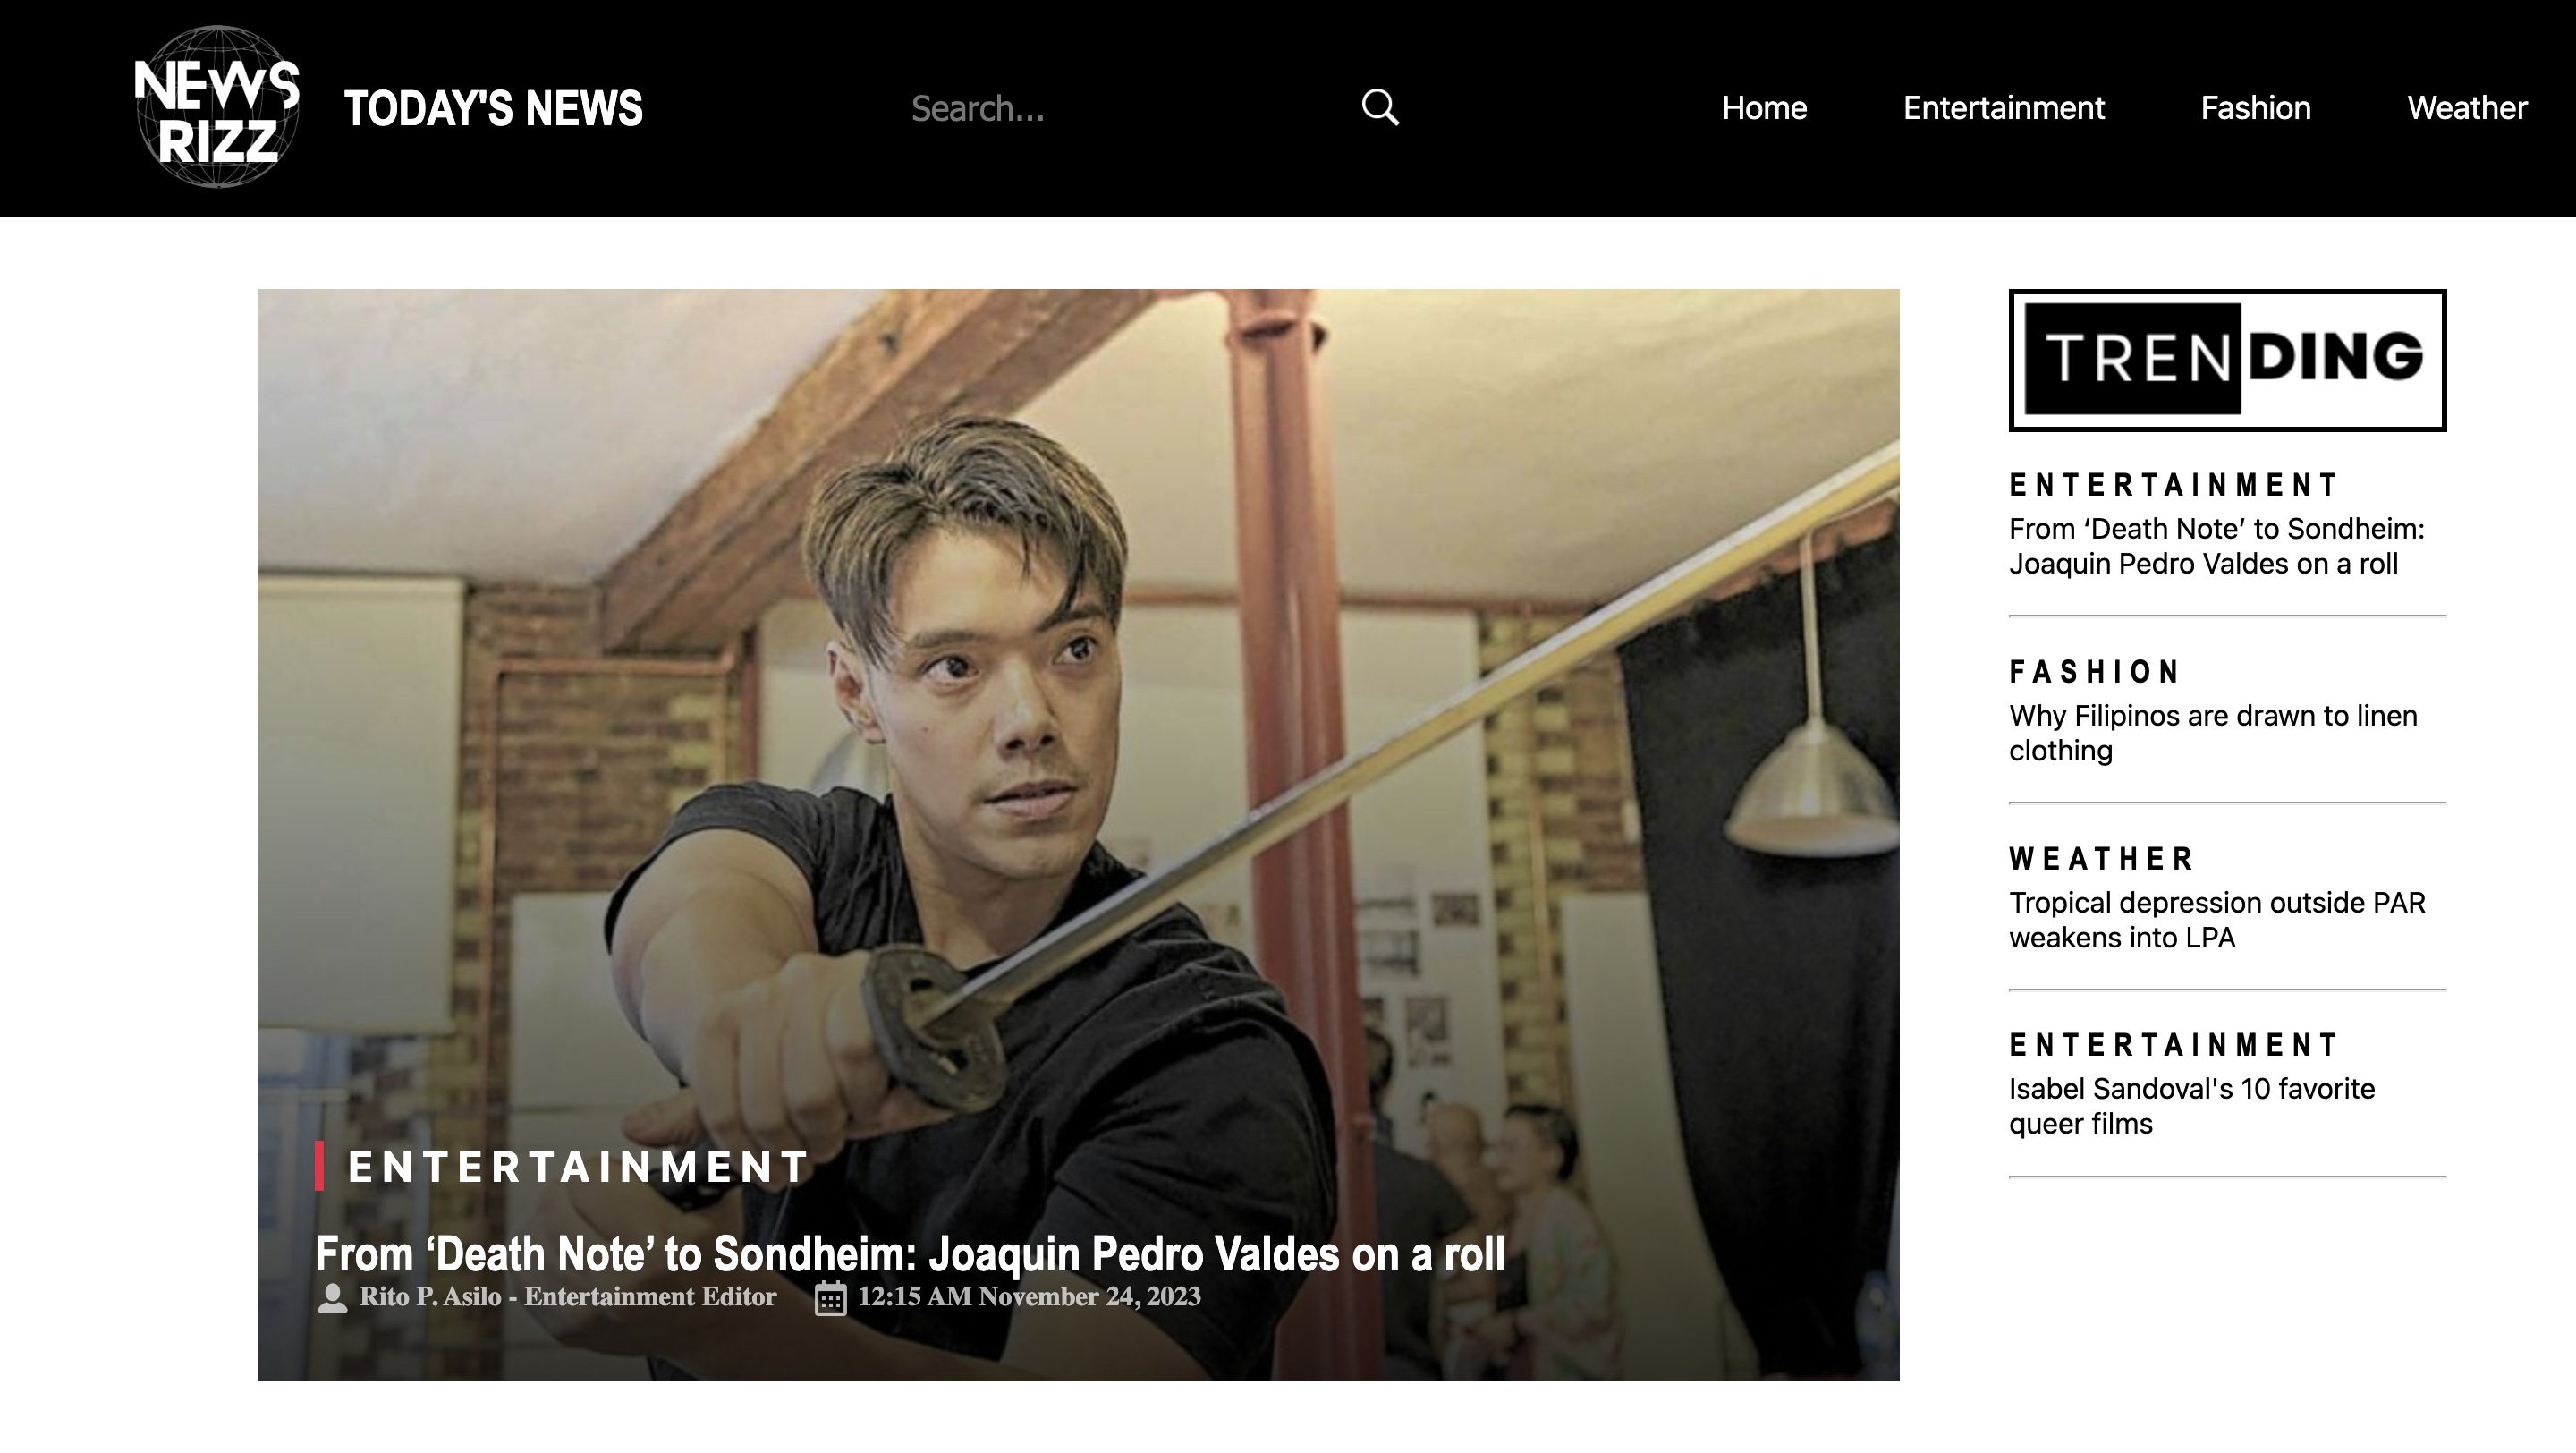 NEWS
RIZZ
TODAY'S NEWS
Search...
Home
Entertainment
Fashion
Weather
ENTERTAINMENT
From ‘Death Note’ to Sondheim: Joaquin Pedro Valdes on a roll
Rito P. Asilo - Entertainment Editor
12:15 AM November 24, 2023
TRENDING
ENTERTAINMENT
From ‘Death Note’ to Sondheim:
Joaquin Pedro Valdes on a roll
FASHION
Why Filipinos are drawn to linen
clothing
WEATHER
Tropical depression outside PAR
weakens into LPA
ENTERTAINMENT
Isabel Sandoval's 10 favorite
queer films